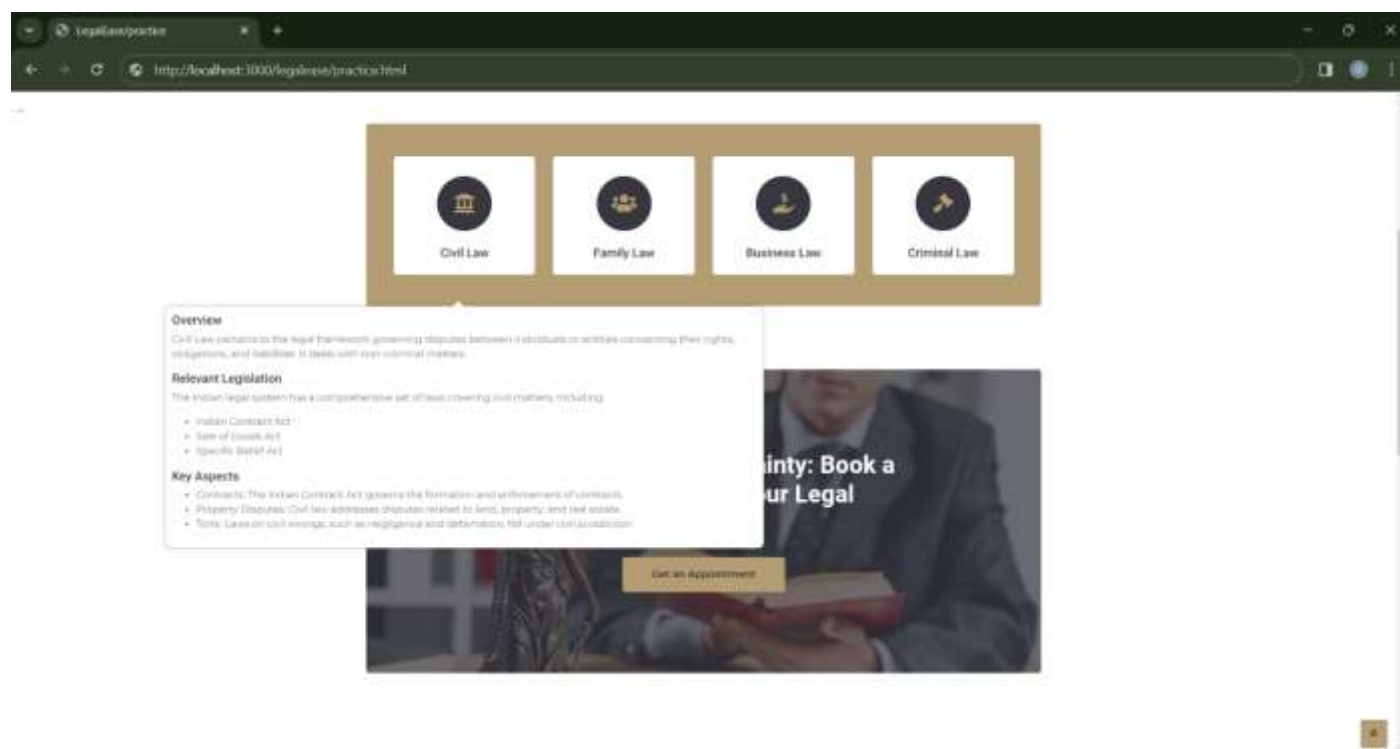 LegalEase/practice
http://localhost:3000/legalease/practice.html
Civil Law
Family Law
Business Law
Criminal Law
Overview
Civil Law pertains to the legal framework governing disputes between individuals or entities concerning their rights,
obligations, and liabilities. It deals with non-criminal matters.
Relevant Legislation
The Indian legal system has a comprehensive set of laws covering civil matters, including:
• Indian Contract Act
• Sale of Goods Act
• Specific Relief Act
Key Aspects
• Contracts: The Indian Contract Act governs the formation and enforcement of contracts.
• Property Disputes: Civil law addresses disputes related to land, property, and real estate.
• Torts: Laws on civil wrongs, such as negligence and defamation, fall under civil jurisdiction.
ainty: Book a
ur Legal
Get an Appointment